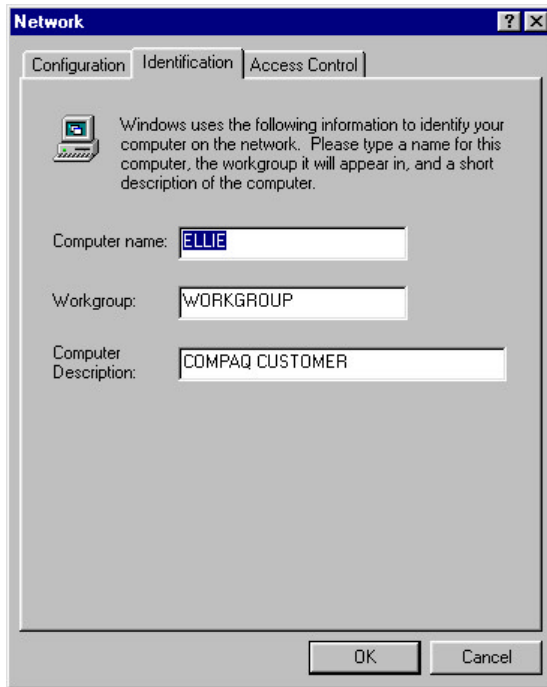 Network
Configuration Identification Access Control
Windows uses the following information to identify your
computer on the network. Please type a name for this
computer, the workgroup it will appear in, and a short
description of the computer.
Computer name: ELLIE
Workgroup: WORKGROUP
Computer
Description: COMPAQ CUSTOMER
OK Cancel